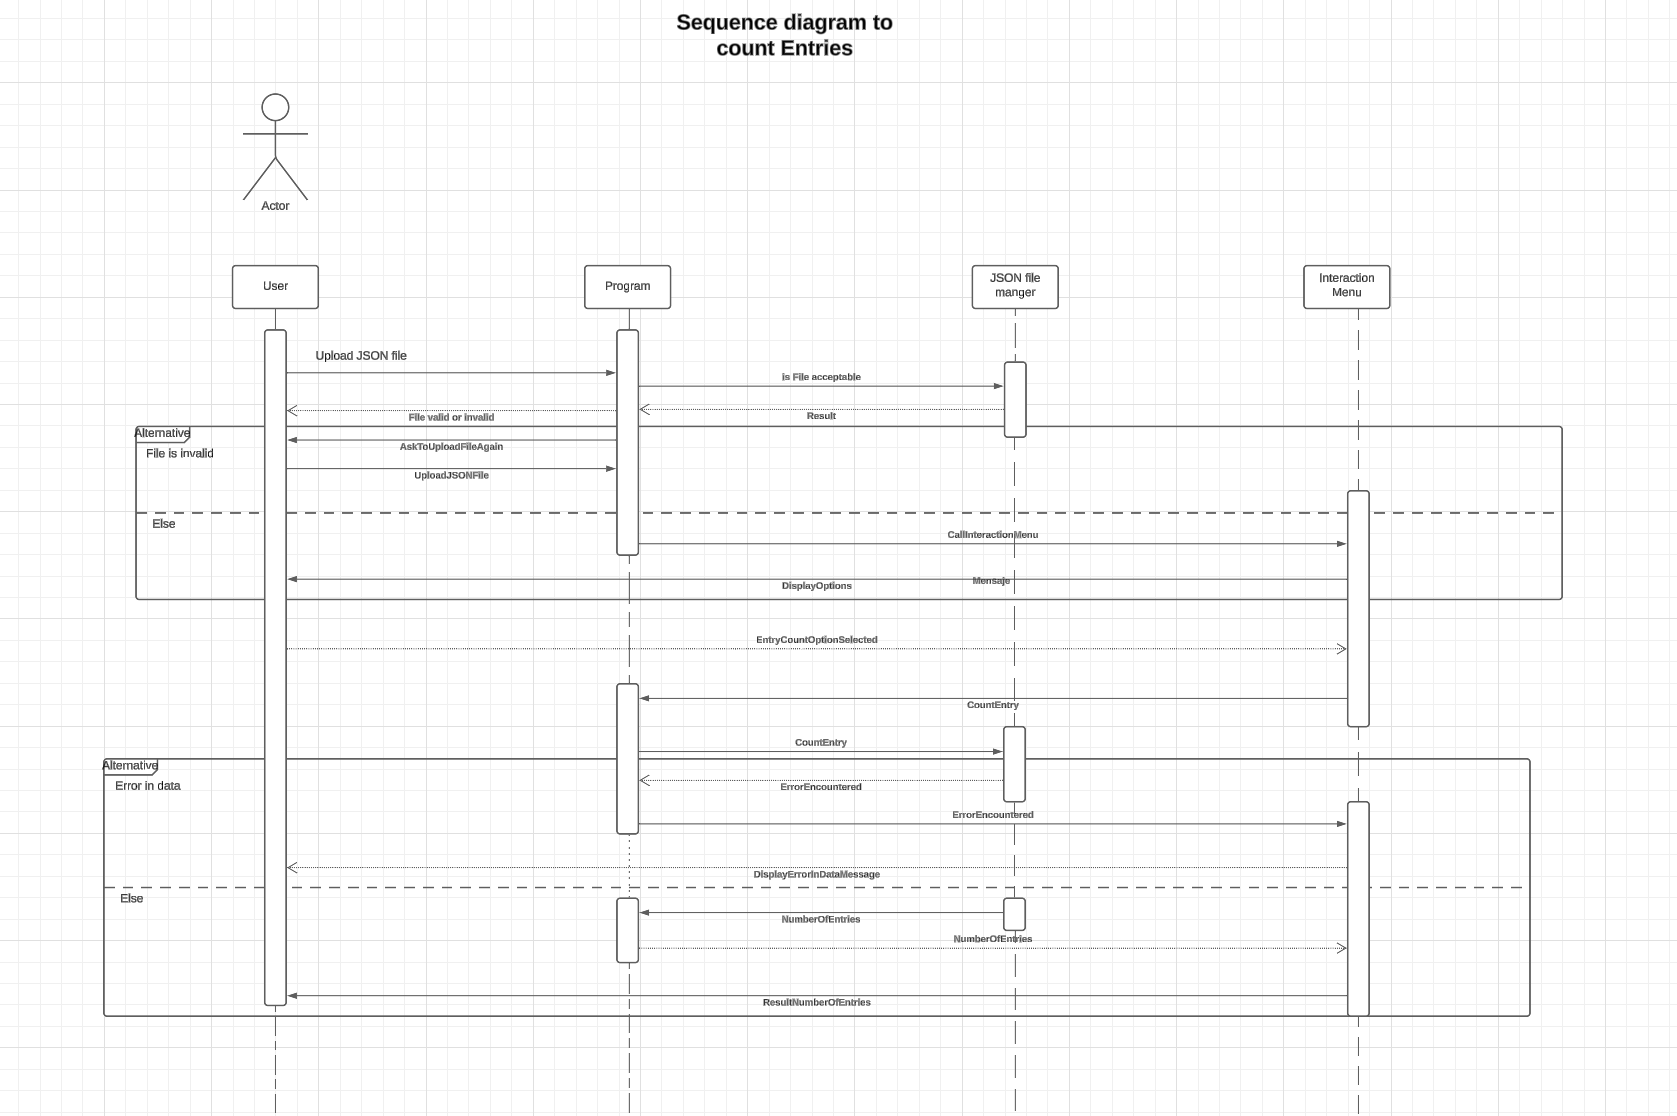 Sequence diagram to
count Entries
Actor
User
Program
JSON file
manger
Interaction
Menu
Upload JSON file
is File acceptable
File valid or invalid
Result
Alternative
AskToUploadFileAgain
File is invalid
UploadJSONFile
Else
CallInteractionMenu
Mensaje
DisplayOptions
EntryCountOptionSelected
CountEntry
CountEntry
Alternative
Error in data
ErrorEncountered
ErrorEncountered
DisplayErrorInDataMessage
Else
NumberOfEntries
NumberOfEntries
ResultNumberOfEntries